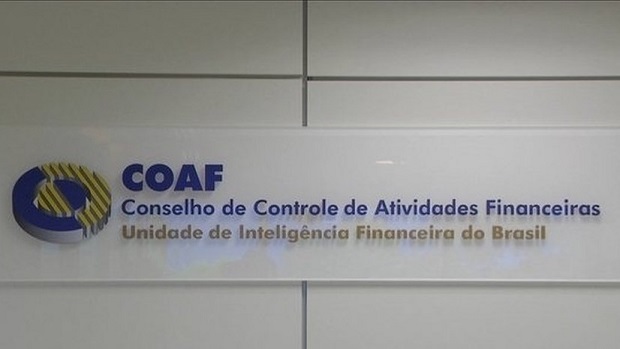 COAF
Conselho de Controle de Atividades Financeiras
Unidade de Inteligência Financeira do Brasil